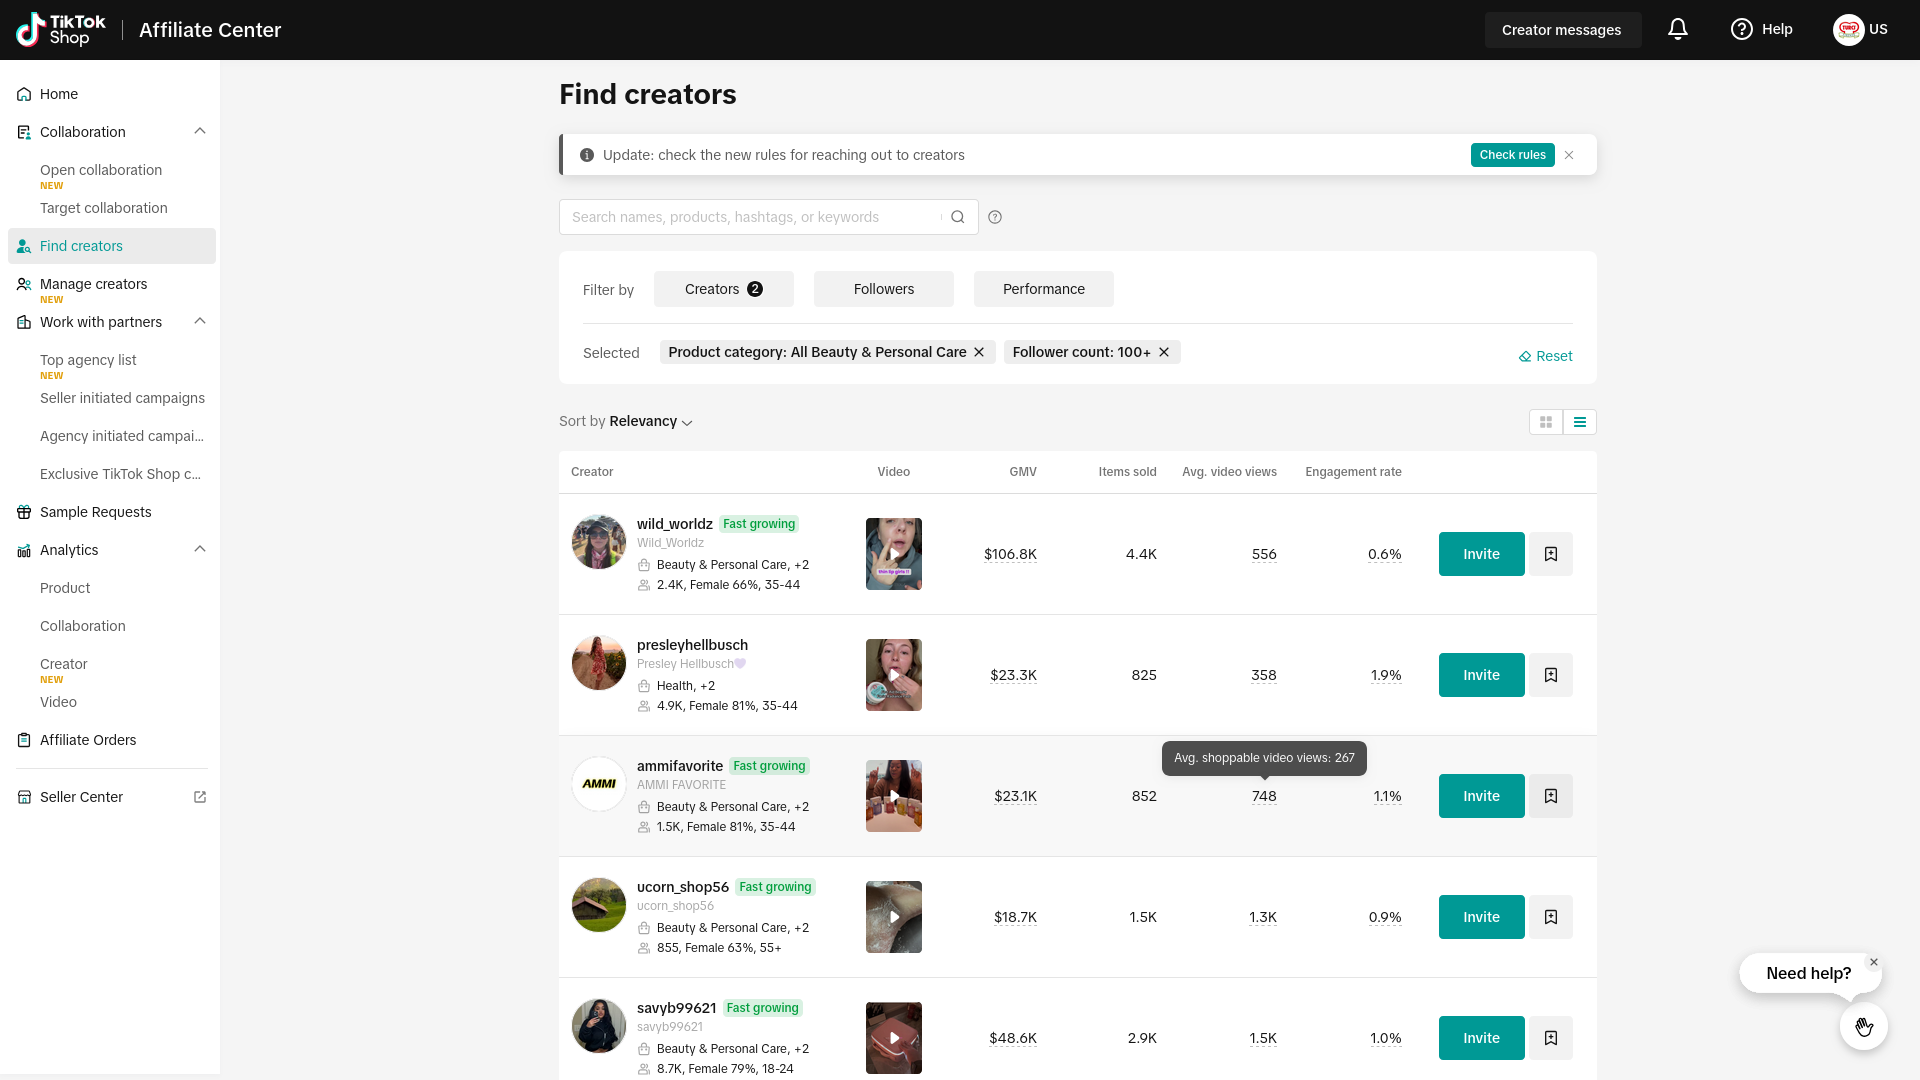 TikTok Shop
Affiliate Center
Creator messages
Help
US
Home
Collaboration
Open collaboration
NEW
Target collaboration
Find creators
Manage creators
NEW
Work with partners
Top agency list
NEW
Seller initiated campaigns
Agency initiated campai...
Exclusive TikTok Shop c...
Sample Requests
Analytics
Product
Collaboration
Creator
NEW
Video
Affiliate Orders
Seller Center
Find creators
Update: check the new rules for reaching out to creators
Check rules
Search names, products, hashtags, or keywords
Filter by
Creators 2
Followers
Performance
Selected
Product category: All Beauty & Personal Care
Follower count: 100+
Reset
Sort by Relevancy
Creator Video GMV Items sold Avg. video views Engagement rate
wild_worldz Fast growing
Wild_Worldz
Beauty & Personal Care, +2
2.4K, Female 66%, 35-44
$106.8K 4.4K 556 0.6% Invite
presleyhellbusch
Presley Hellbusch💜
Health, +2
4.9K, Female 81%, 35-44
$23.3K 825 358 1.9% Invite
Avg. shoppable video views: 267
AMMI
ammifavorite Fast growing
AMMI FAVORITE
Beauty & Personal Care, +2
1.5K, Female 81%, 35-44
$23.1K 852 748 1.1% Invite
ucorn_shop56 Fast growing
ucorn_shop56
Beauty & Personal Care, +2
855, Female 63%, 55+
$18.7K 1.5K 1.3K 0.9% Invite
savyb99621 Fast growing
savyb99621
Beauty & Personal Care, +2
8.7K, Female 79%, 18-24
$48.6K 2.9K 1.5K 1.0% Invite
Need help?